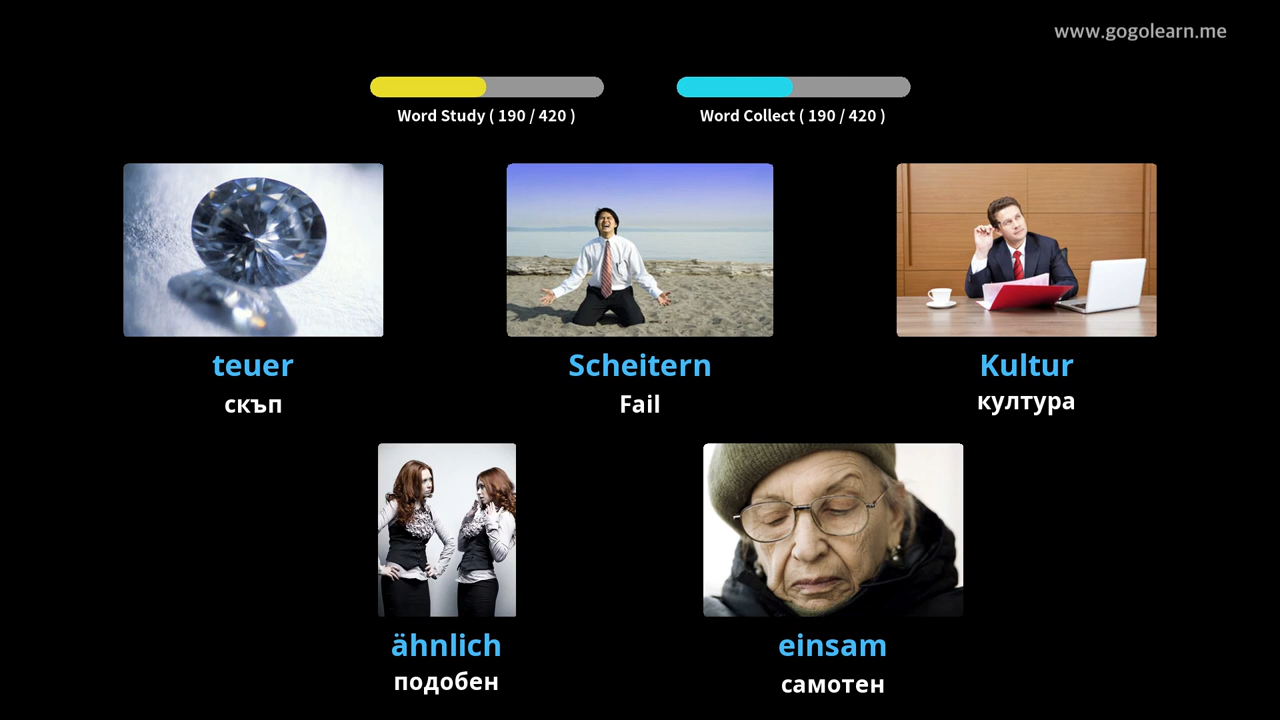 www.gogolearn.me
Word Study ( 190 / 420 )
Word Collect ( 190 / 420 )
teuer
скъп
Scheitern
Fail
Kultur
култура
ähnlich
подобен
einsam
самотен